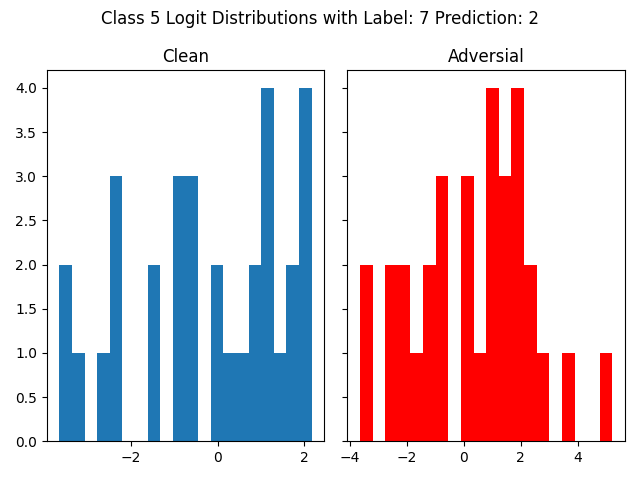 Class 5 Logit Distributions with Label: 7 Prediction: 2
Clean
Adversial
4.0
3.5
3.0
2.5
2.0
1.5
1.0
0.5
0.0
−2 0 2
−4 −2 0 2 4